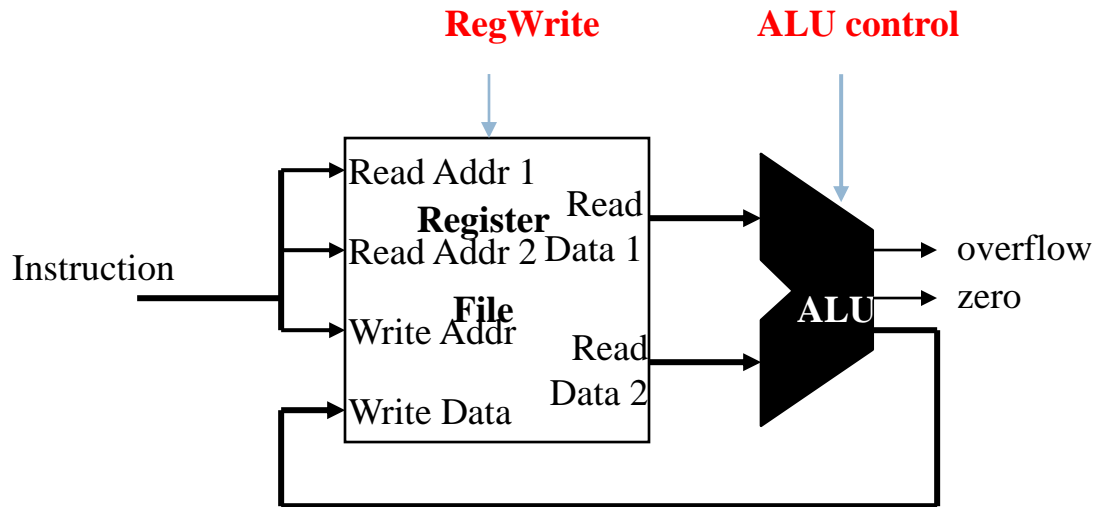 RegWrite
ALU control
Instruction
Read Addr 1
Register
Read Addr 2
File
Write Addr
Write Data
Read
Data 1
Read
Data 2
ALU
overflow
zero